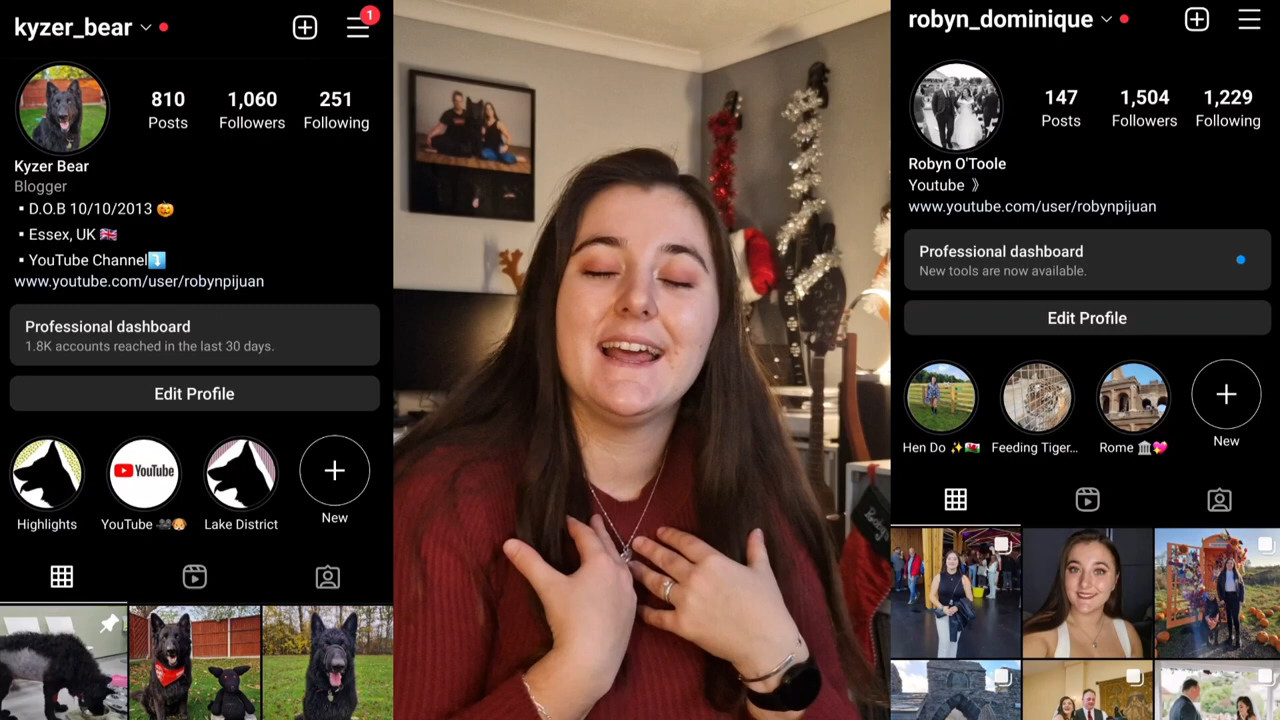 kyzer_bear
1
810
1,060
251
Posts
Followers
Following
Kyzer Bear
Blogger
▪ D.O.B 10/10/2013 🎃
▪ Essex, UK 🇬🇧
▪ YouTube Channel⤵️
www.youtube.com/user/robynpijuan
Professional dashboard
1.8K accounts reached in the last 30 days.
Edit Profile
YouTube
Highlights
YouTube 🎥🐶
Lake District
New
robyn_dominique
147
1,504
1,229
Posts
Followers
Following
Robyn O'Toole
Youtube 》
www.youtube.com/user/robynpijuan
Professional dashboard
New tools are now available.
Edit Profile
Hen Do ✨🏴󠁧󠁢󠁷󠁬󠁳󠁿
Feeding Tiger...
Rome 🏛️💖
New